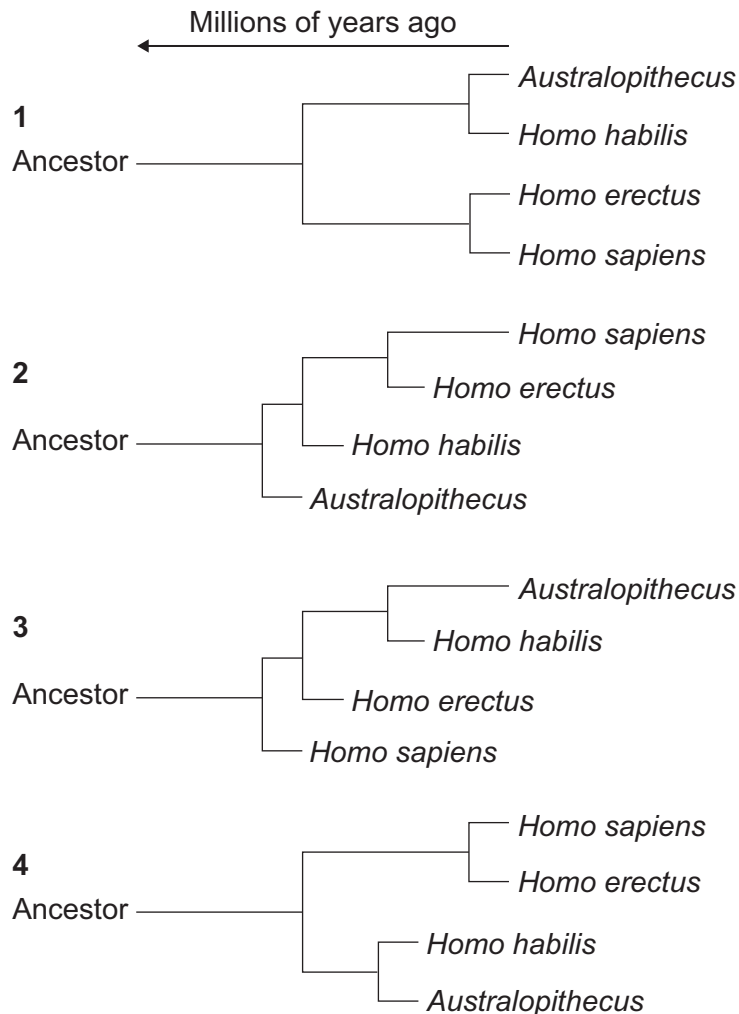 Millions of years ago
1
Ancestor
Australopithecus
Homo habilis
Homo erectus
Homo sapiens
2
Ancestor
Homo sapiens
Homo erectus
Homo habilis
Australopithecus
3
Ancestor
Australopithecus
Homo habilis
Homo erectus
Homo sapiens
4
Ancestor
Homo sapiens
Homo erectus
Homo habilis
Australopithecus